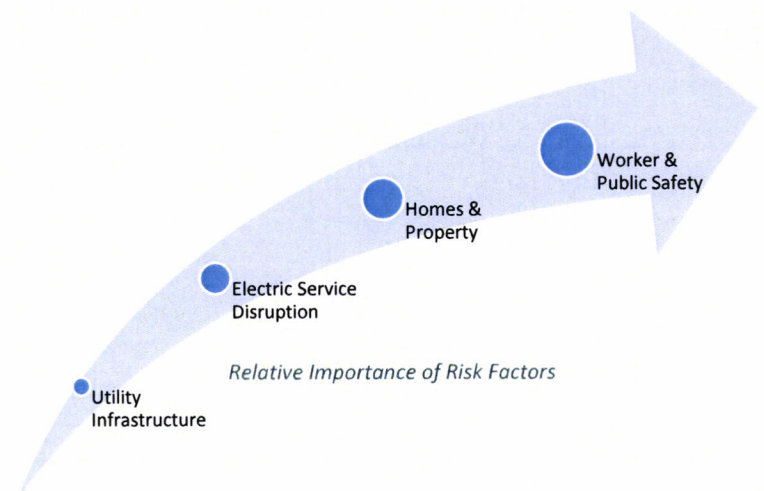 Worker &
Public Safety
Homes &
Property
Electric Service
Disruption
Relative Importance of Risk Factors
Utility
Infrastructure